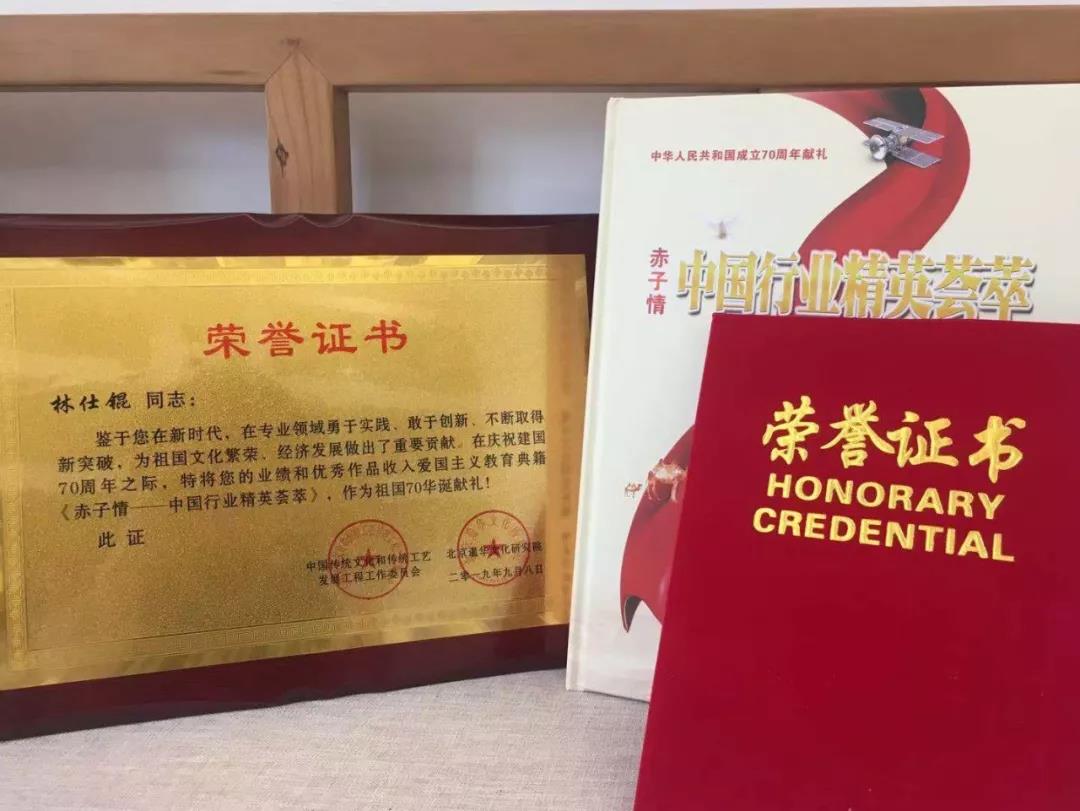 荣誉证书
林仕锟 同志：
鉴于您在新时代，在专业领域勇于实践、敢于创新、不断取得
新突破，为祖国文化繁荣、经济发展做出了重要贡献。在庆祝建国
70周年之际，特将您的业绩和优秀作品收入爱国主义教育典籍
《赤子情——中国行业精英荟萃》，作为祖国70华诞献礼！
此证
中国传统文化和传统工艺
发展工程工作委员会
北京道华文化研究院
二零一九年九月八日
中华人民共和国成立70周年献礼
赤子情
中国行业精英荟萃
荣誉证书
HONORARY
CREDENTIAL